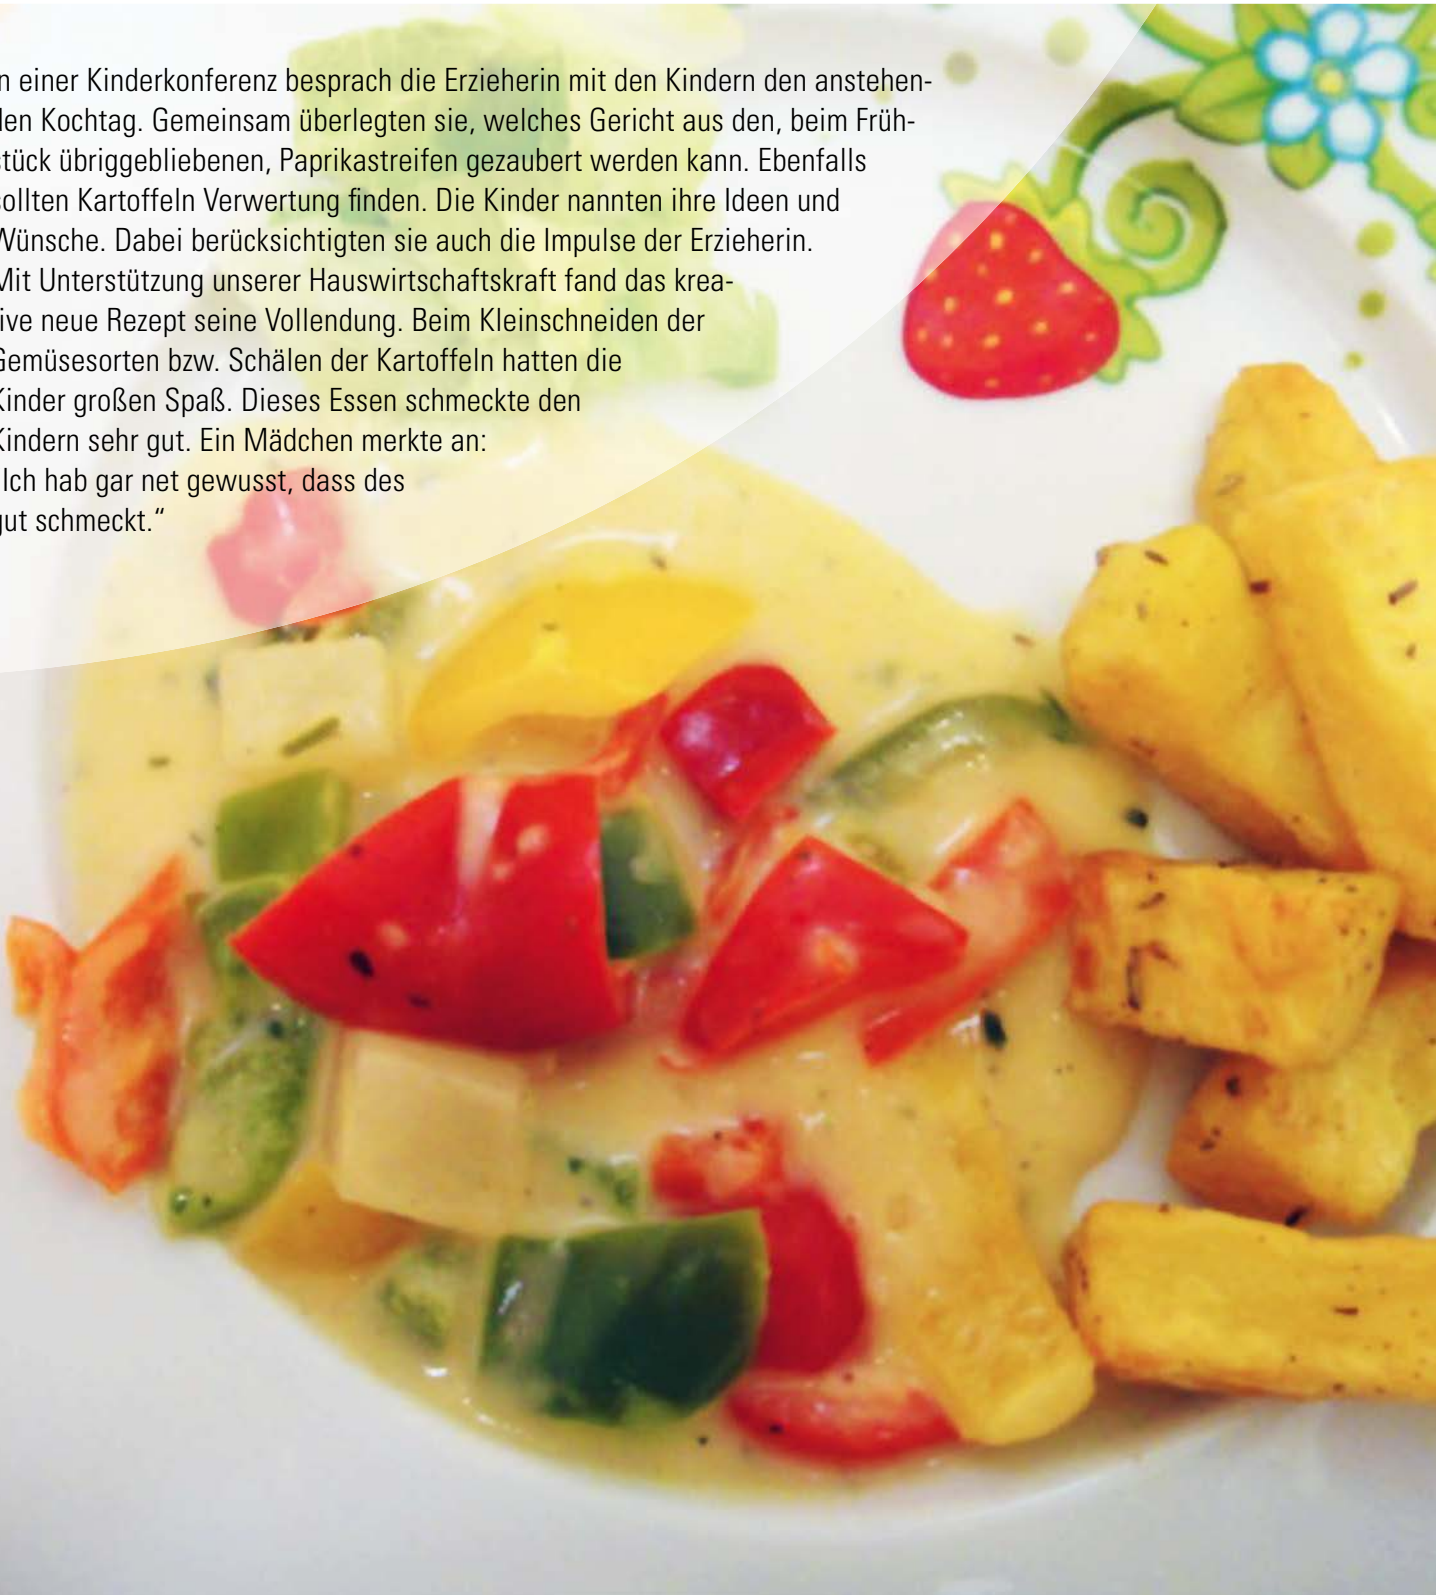 n einer Kinderkonferenz besprach die Erzieherin mit den Kindern den anstehen-
len Kochtag. Gemeinsam überlegten sie, welches Gericht aus den, beim Früh-
stück übriggebliebenen, Paprikastreifen gezaubert werden kann. Ebenfalls
sollten Kartoffeln Verwertung finden. Die Kinder nannten ihre Ideen und
Wünsche. Dabei berücksichtigten sie auch die Impulse der Erzieherin.
Mit Unterstützung unserer Hauswirtschaftskraft fand das krea-
ive neue Rezept seine Vollendung. Beim Kleinschneiden der
Gemüsesorten bzw. Schälen der Kartoffeln hatten die
Kinder großen Spaß. Dieses Essen schmeckte den
Kindern sehr gut. Ein Mädchen merkte an:
Ich hab gar net gewusst, dass des
gut schmeckt.“